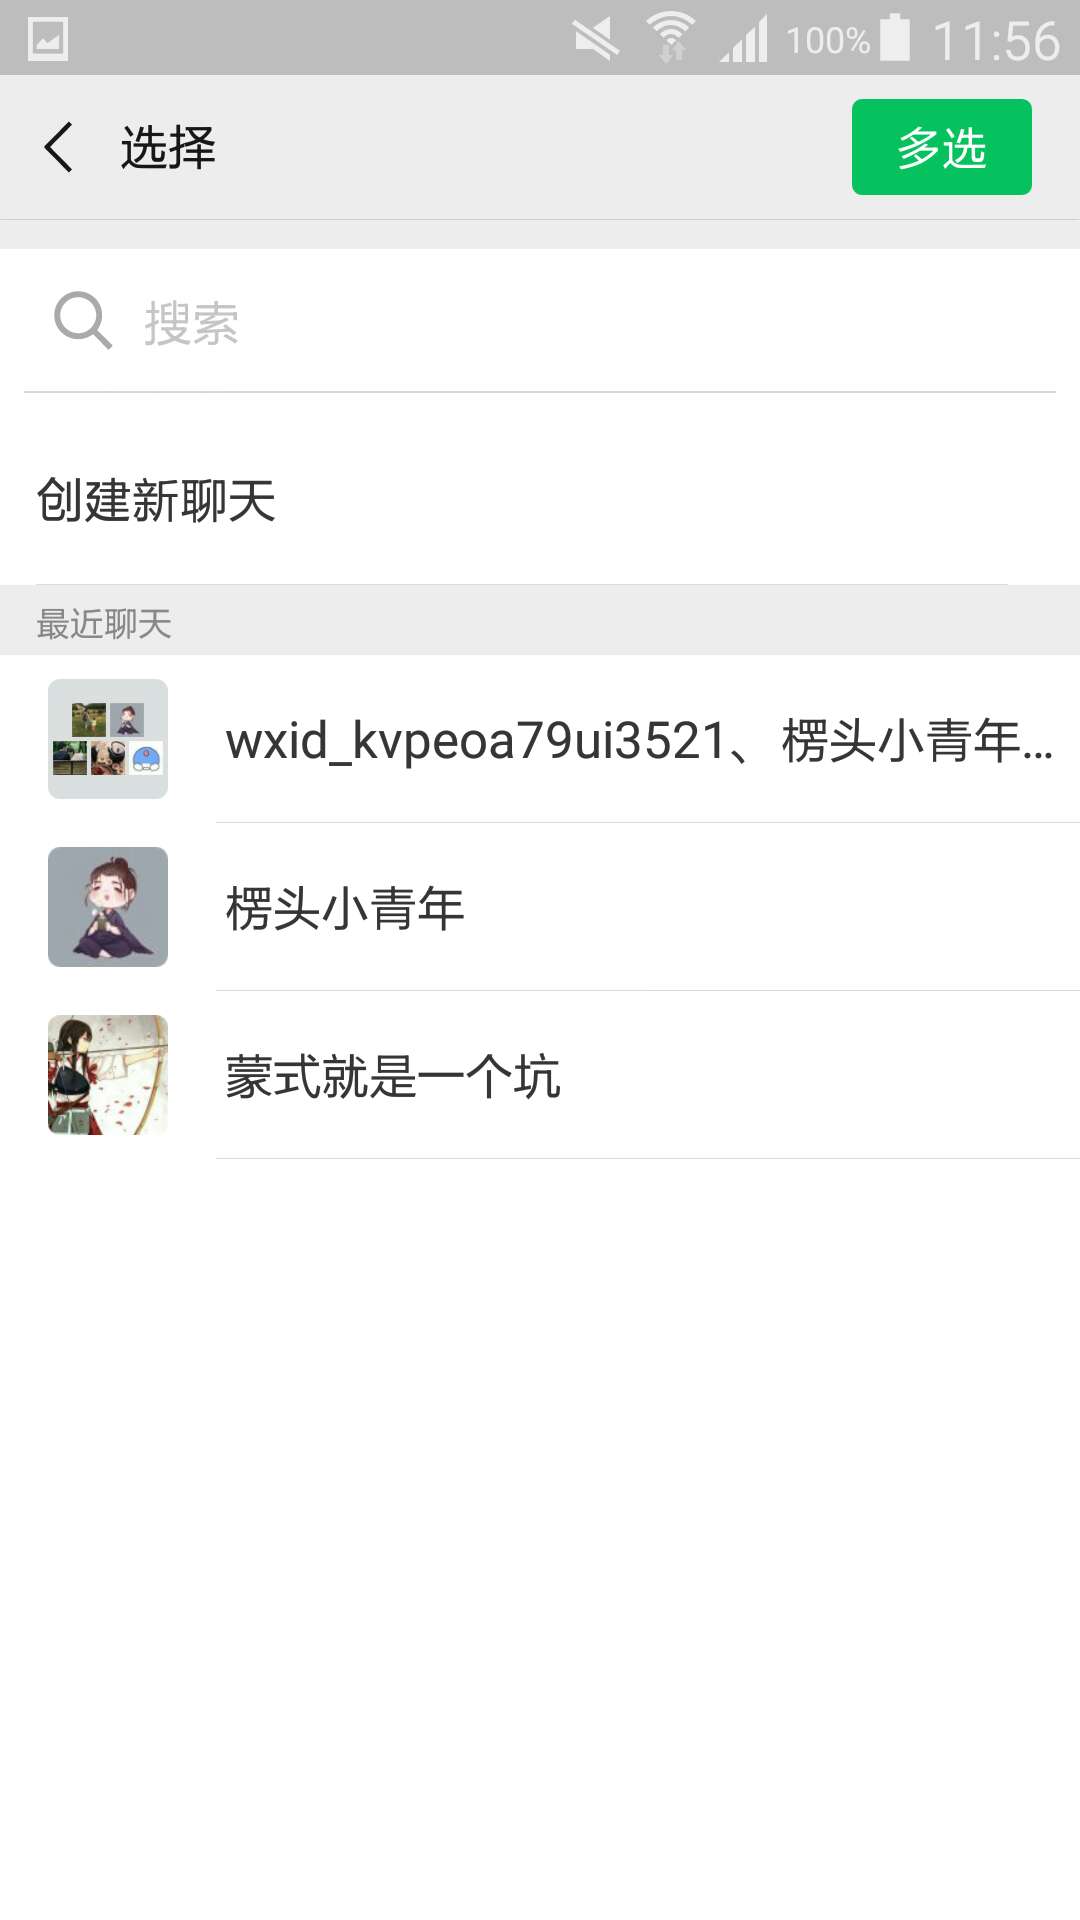 100% 11:56
选择 多选
搜索
创建新聊天
最近聊天
wxid_kvpeoa79ui3521、楞头小青年...
楞头小青年
蒙式就是一个坑